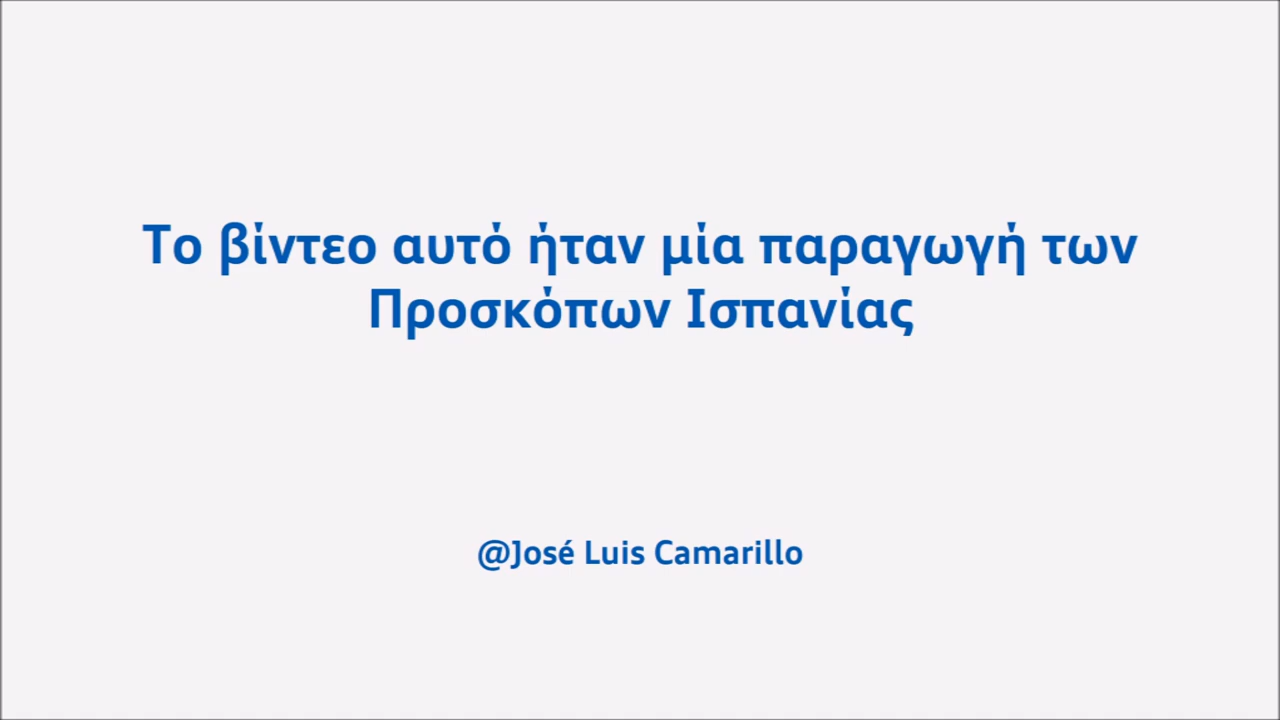 Το βίντεο αυτό ήταν μία παραγωγή των
Προσκόπων Ισπανίας
@José Luis Camarillo